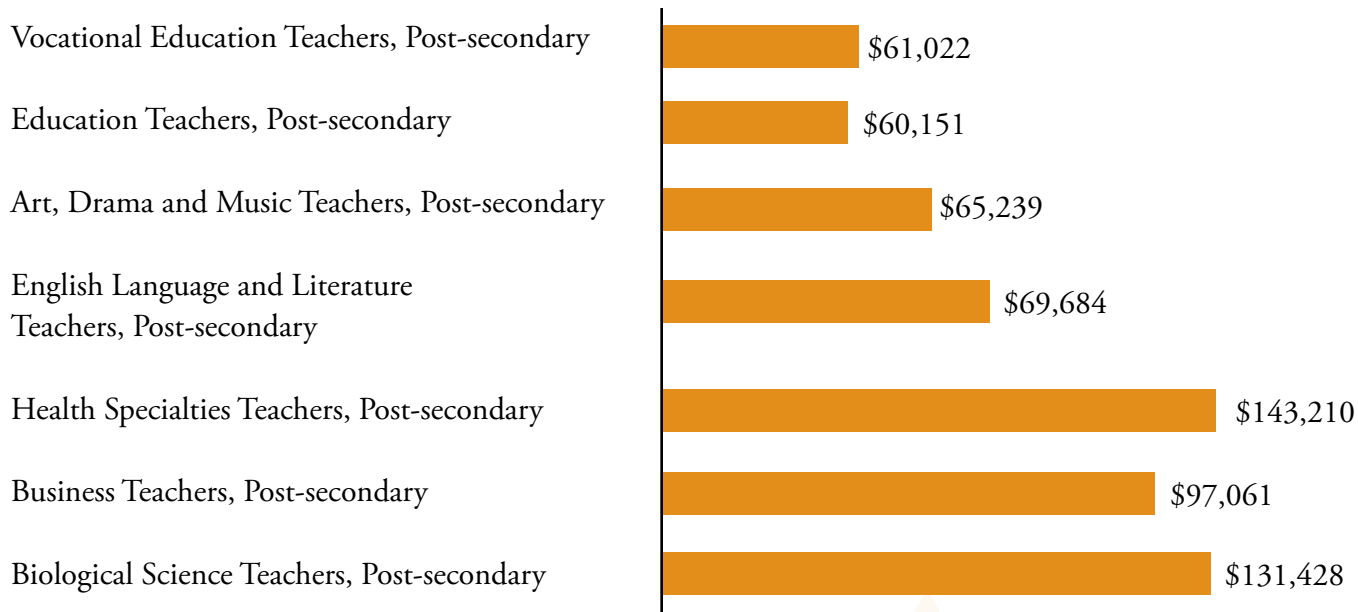 Vocational Education Teachers, Post-secondary
$61,022
Education Teachers, Post-secondary
$60,151
Art, Drama and Music Teachers, Post-secondary
$65,239
English Language and Literature
Teachers, Post-secondary
$69,684
Health Specialties Teachers, Post-secondary
$143,210
Business Teachers, Post-secondary
$97,061
Biological Science Teachers, Post-secondary
$131,428